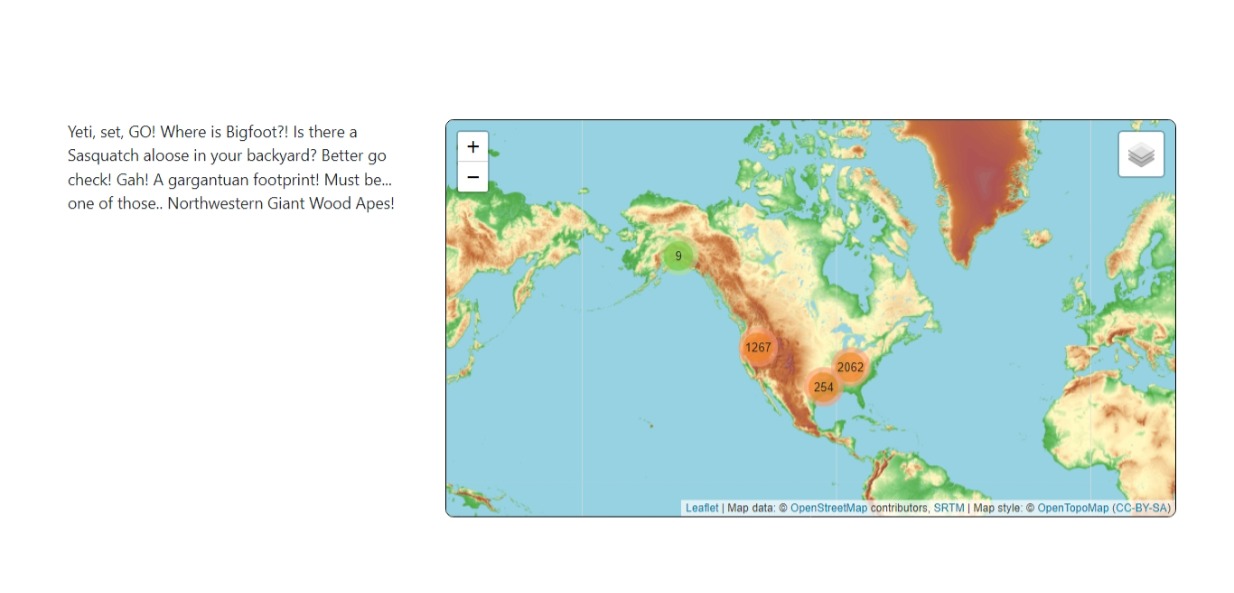 Yeti, set, GO! Where is Bigfoot?! Is there a
Sasquatch aloose in your backyard? Better go
check! Gah! A gargantuan footprint! Must be...
one of those.. Northwestern Giant Wood Apes!
+
−
9
1267
2062
254
Leaflet | Map data: © OpenStreetMap contributors, SRTM | Map style: © OpenTopoMap (CC-BY-SA)